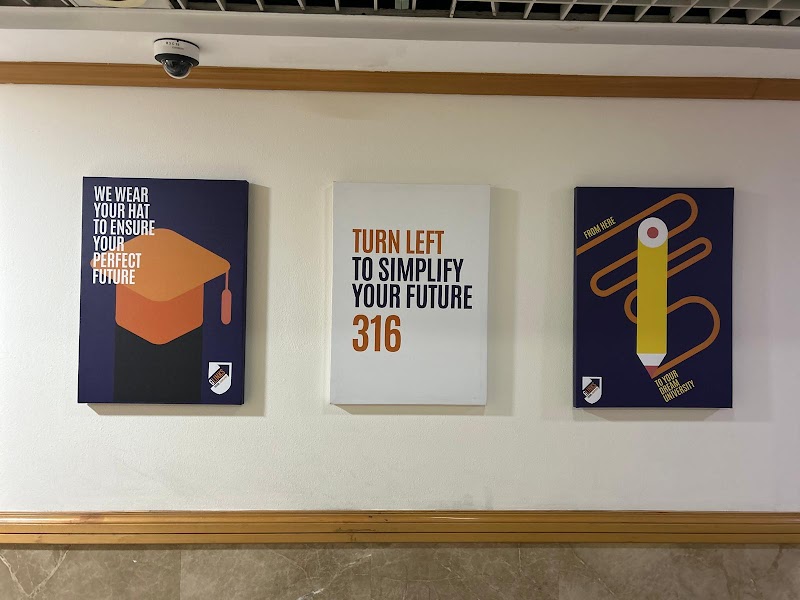 WE WEAR
YOUR HAT
TO ENSURE
YOUR
PERFECT
FUTURE
TURN LEFT
TO SIMPLIFY
YOUR FUTURE
316
FROM HERE
TO YOUR
DREAM
UNIVERSITY